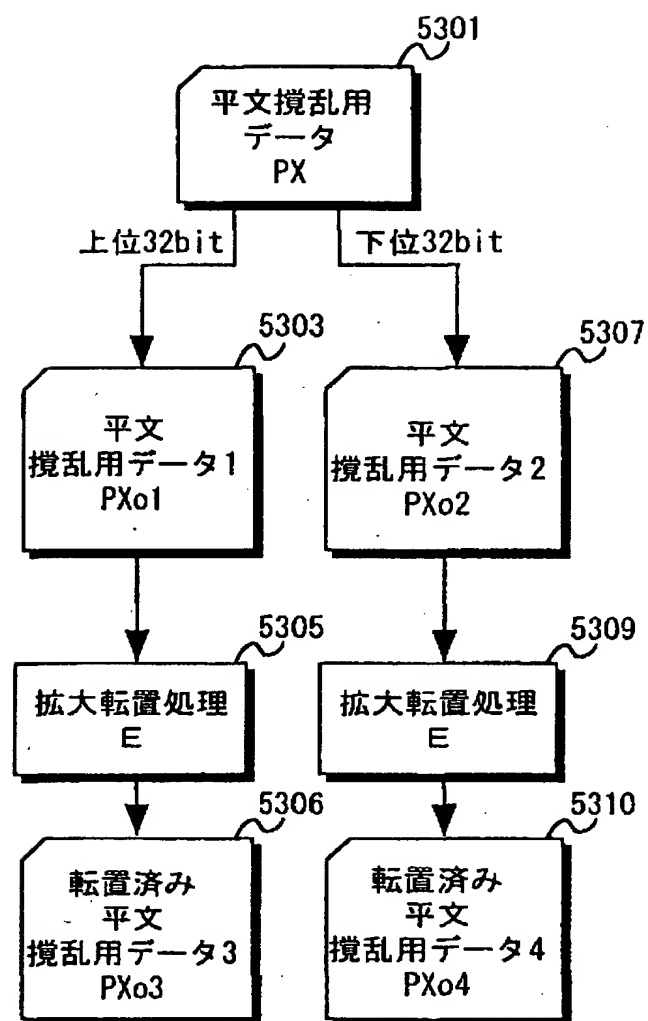 5301
平文撹乱用
データ
PX
上位32bit
下位32bit
5303
平文
撹乱用データ1
PXo1
5307
平文
撹乱用データ2
PXo2
5305
拡大転置処理
E
5309
拡大転置処理
E
5306
転置済み
平文
撹乱用データ3
PXo3
5310
転置済み
平文
撹乱用データ4
PXo4